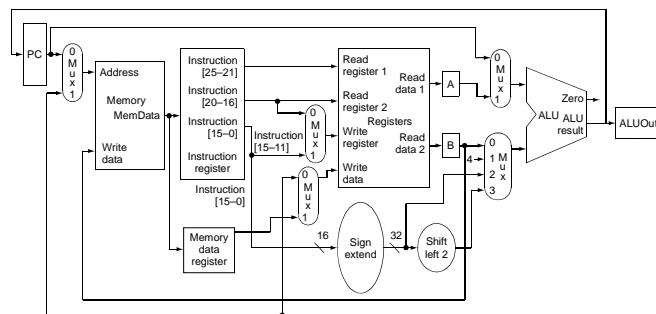 PC
0
M
u
x
1
Address
Memory
MemData
Write
data
Instruction
[25–21]
Instruction
[20–16]
Instruction
[15–0]
Instruction
register
Instruction
[15–11]
Instruction
[15–0]
Memory
data
register
0
M
u
x
1
0
M
u
x
1
Read
register 1
Read
register 2
Registers
Write
register
Write
data
Read
data 1
Read
data 2
16
Sign
extend
32
Shift
left 2
A
B
4
0
M
u
x
1
0
1
2
3
M
u
x
Zero
ALU
ALU
result
ALUOut